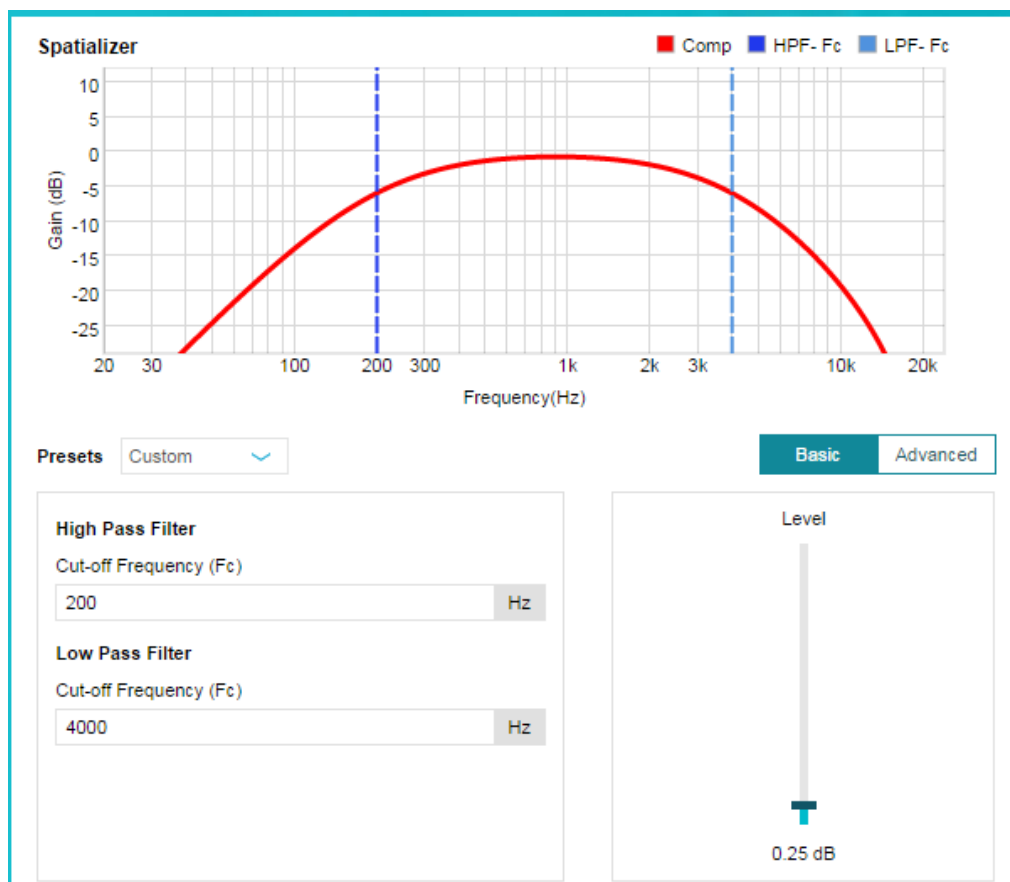 Spatializer
Comp HPF- Fc LPF- Fc
10
5
0
-5
-10
-15
-20
-25
Gain (dB)
20 30 100 200 300 1k 2k 3k 10k 20k
Frequency(Hz)
Presets Custom Basic Advanced
High Pass Filter
Cut-off Frequency (Fc)
200 Hz
Low Pass Filter
Cut-off Frequency (Fc)
4000 Hz
Level
0.25 dB